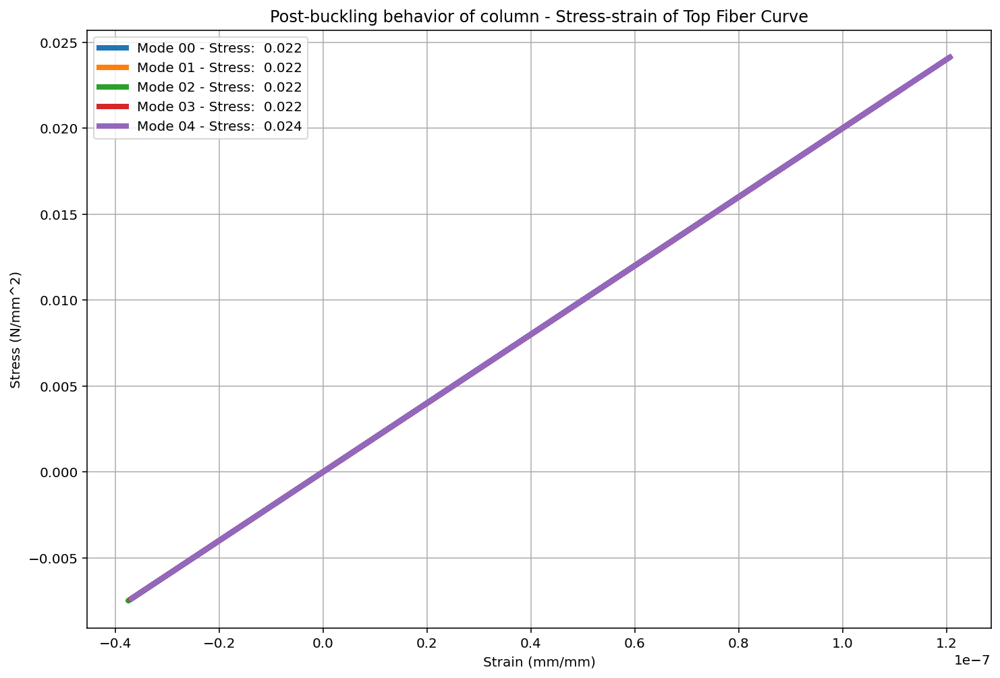 Post-buckling behavior of column - Stress-strain of Top Fiber Curve
Mode 00 - Stress:  0.022
Mode 01 - Stress:  0.022
Mode 02 - Stress:  0.022
Mode 03 - Stress:  0.022
Mode 04 - Stress:  0.024
Stress (N/mm^2)
0.025
0.020
0.015
0.010
0.005
0.000
−0.005
−0.4 −0.2 0.0 0.2 0.4 0.6 0.8 1.0 1.2
1e−7
Strain (mm/mm)